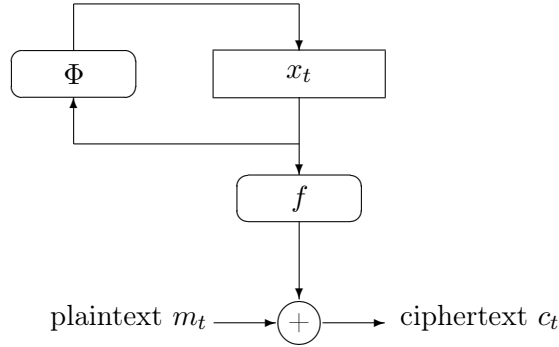 Φ
x_t
f
plaintext m_t
+
ciphertext c_t